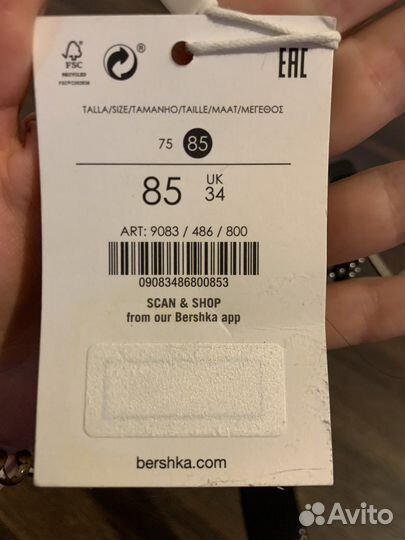 FSC ® EAC
RECYCLED
TALLA/SIZE/TAMANHO/TAILLE/MAAT/ΜΕΓΕΘΟΣ
75 85
85 UK 34
ART: 9083 / 486 / 800
09083486800853
SCAN & SHOP
from our Bershka app
bershka.com
Avito